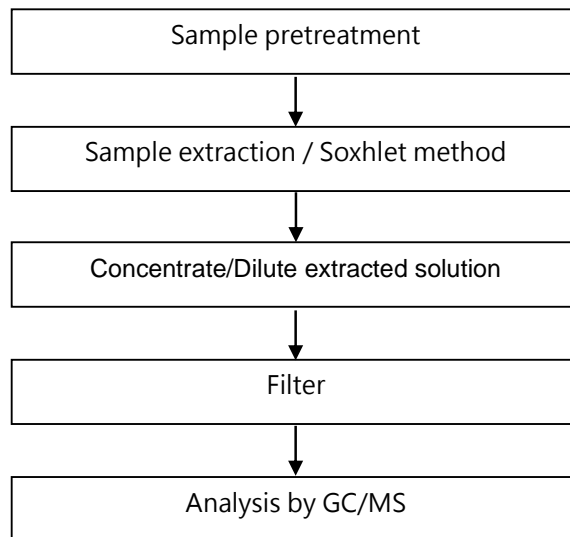 Sample pretreatment
Sample extraction / Soxhlet method
Concentrate/Dilute extracted solution
Filter
Analysis by GC/MS